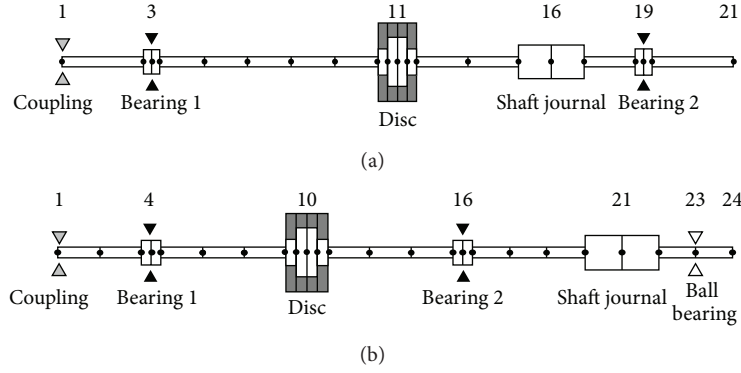 1 3 11 16 19 21
Coupling Bearing 1 Disc Shaft journal Bearing 2
(a)
1 4 10 16 21 23 24
Coupling Bearing 1 Disc Bearing 2 Shaft journal Ball
bearing
(b)